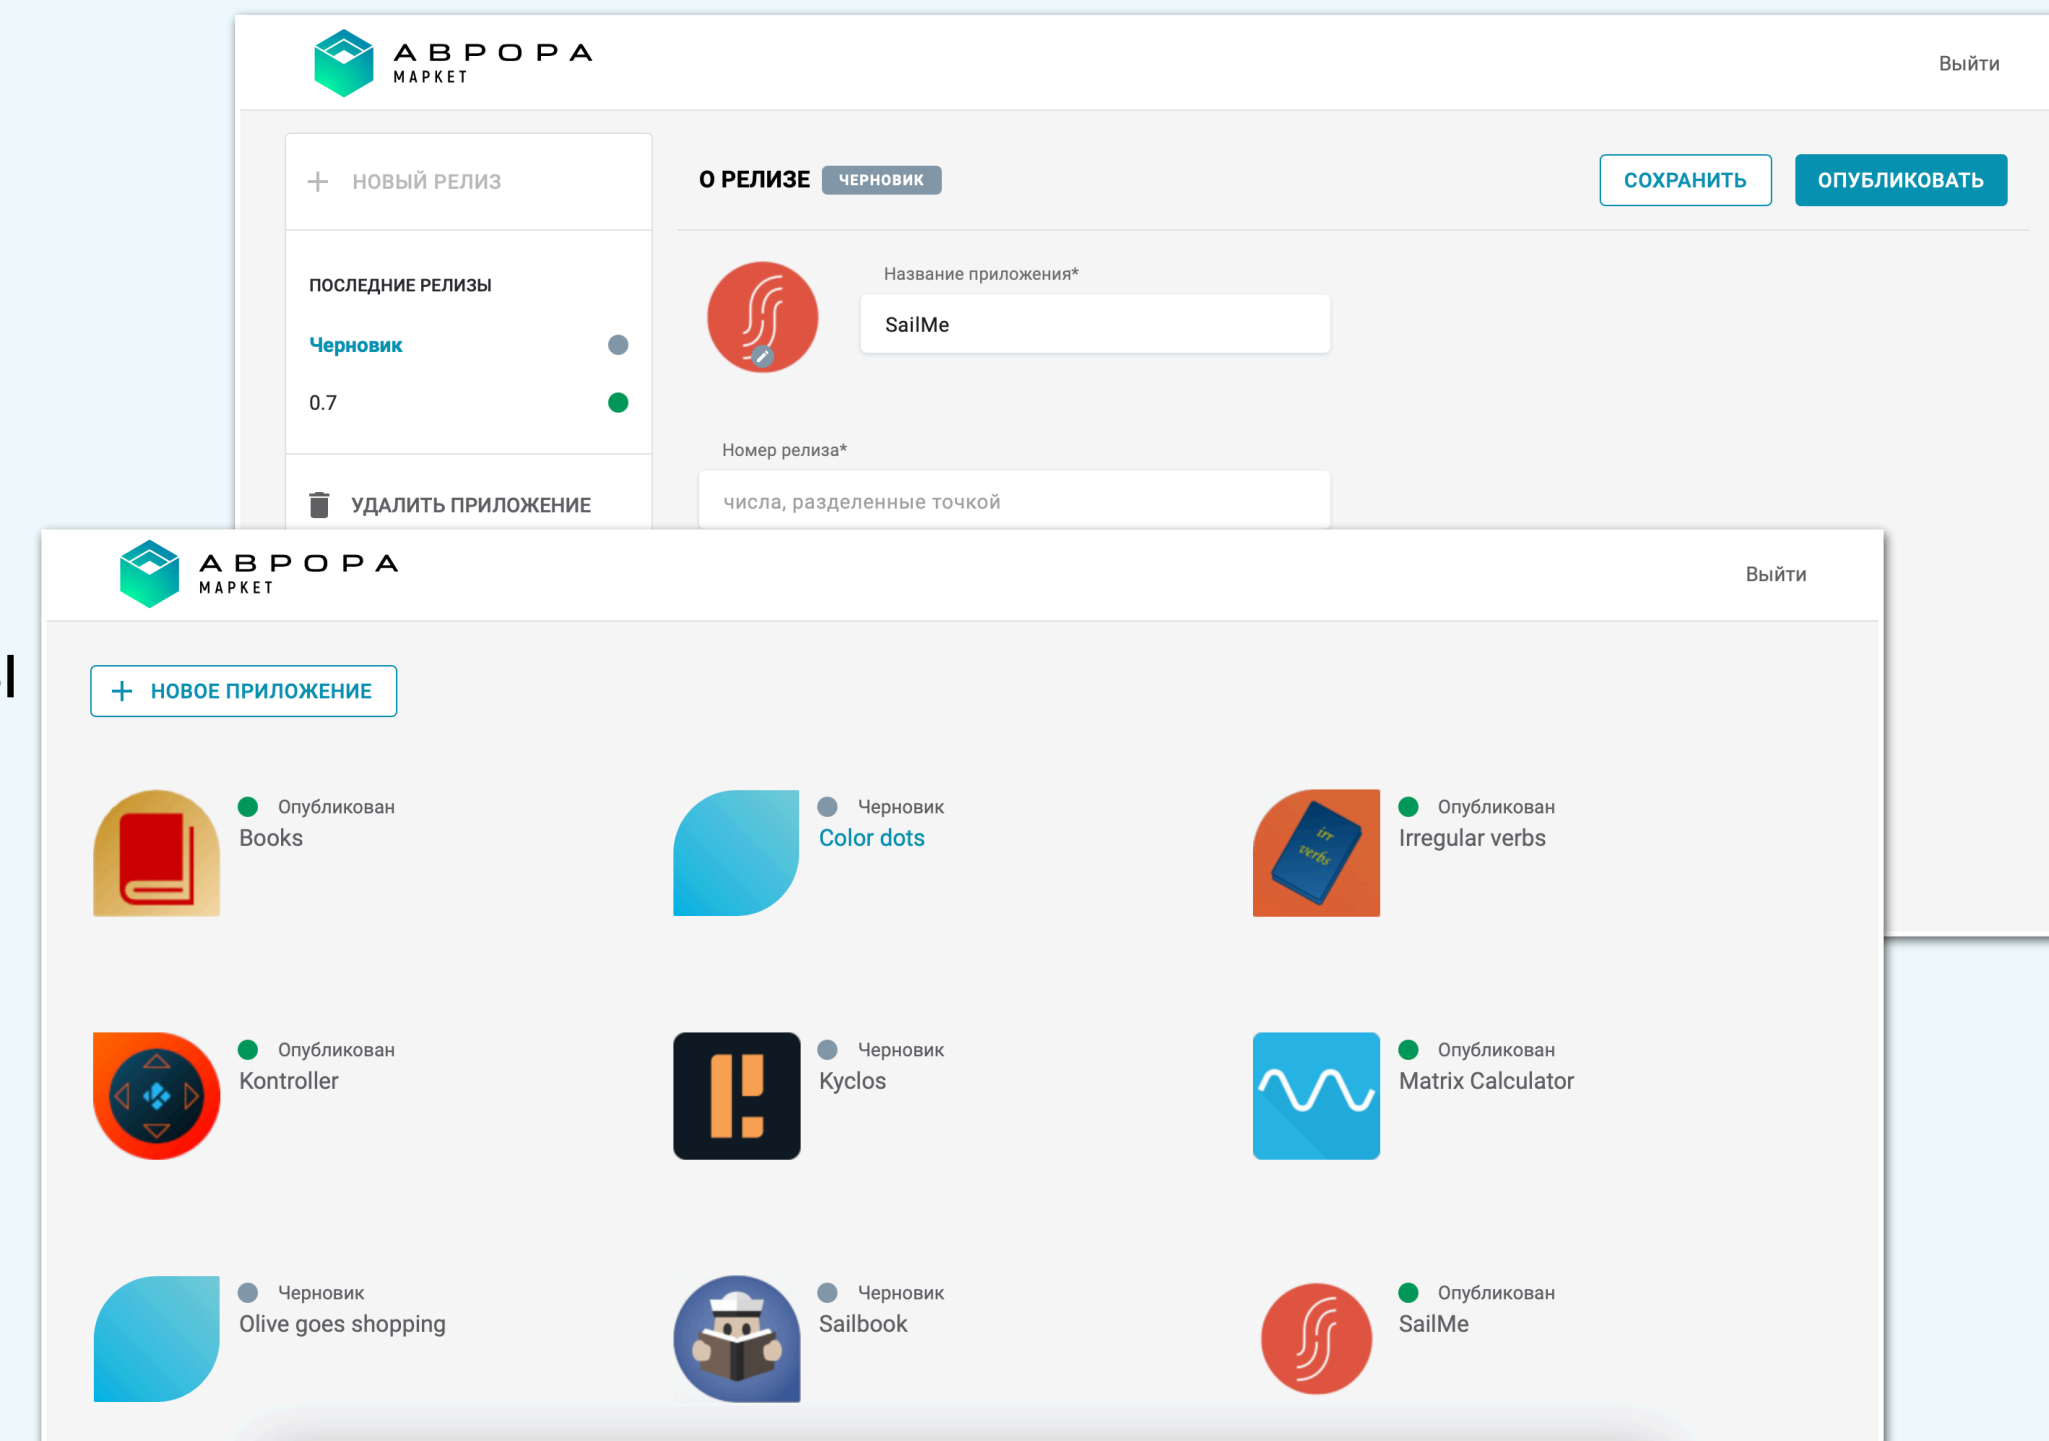 АВРОРА
МАРКЕТ
Выйти
НОВЫЙ РЕЛИЗ
О РЕЛИЗЕ ЧЕРНОВИК
СОХРАНИТЬ
ОПУБЛИКОВАТЬ
ПОСЛЕДНИЕ РЕЛИЗЫ
Черновик
0.7
УДАЛИТЬ ПРИЛОЖЕНИЕ
Название приложения*
SailMe
Номер релиза*
числа, разделенные точкой
АВРОРА
МАРКЕТ
Выйти
НОВОЕ ПРИЛОЖЕНИЕ
Опубликован
Books
Черновик
Color dots
irr
verbs
Опубликован
Irregular verbs
Опубликован
Kontroller
Черновик
Kyclos
Опубликован
Matrix Calculator
Черновик
Olive goes shopping
Черновик
Sailbook
Опубликован
SailMe